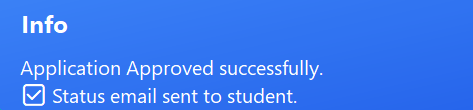 Info
Application Approved successfully.
☑ Status email sent to student.